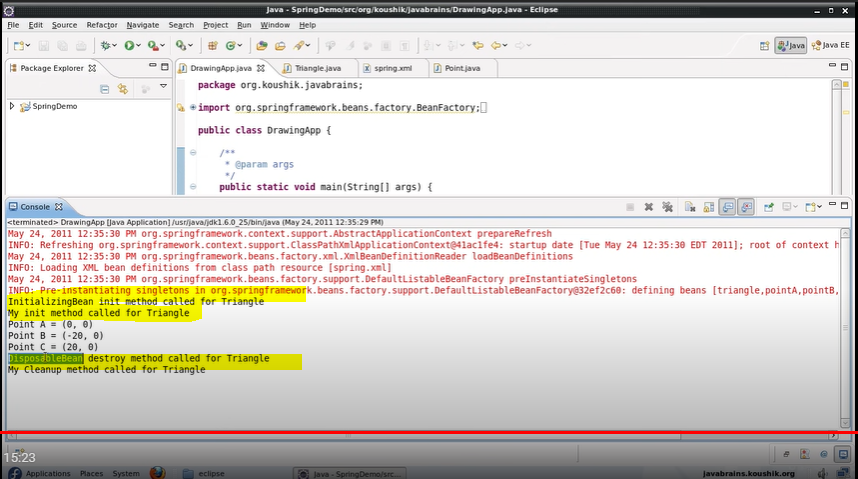 Java - SpringDemo/src/org/koushik/javabrains/DrawingApp.java - Eclipse
File Edit Source Refactor Navigate Search Project Run Window Help
Java Java EE
Package Explorer DrawingApp.java Triangle.java spring.xml Point.java
SpringDemo
package org.koushik.javabrains;
import org.springframework.beans.factory.BeanFactory;
public class DrawingApp {
/**
* @param args
*/
public static void main(String[] args) {
Console
<terminated> DrawingApp [Java Application] /usr/java/jdk1.6.0_25/bin/java (May 24, 2011 12:35:29 PM)
May 24, 2011 12:35:30 PM org.springframework.context.support.AbstractApplicationContext prepareRefresh
INFO: Refreshing org.springframework.context.support.ClassPathXmlApplicationContext@41ac1fe4: startup date [Tue May 24 12:35:30 EDT 2011]; root of context h
May 24, 2011 12:35:30 PM org.springframework.beans.factory.xml.XmlBeanDefinitionReader loadBeanDefinitions
INFO: Loading XML bean definitions from class path resource [spring.xml]
May 24, 2011 12:35:30 PM org.springframework.beans.factory.support.DefaultListableBeanFactory preInstantiateSingletons
INFO: Pre-instantiating singletons in org.springframework.beans.factory.support.DefaultListableBeanFactory@32ef2c60: defining beans [triangle,pointA,pointB,
InitializingBean init method called for Triangle
My init method called for Triangle
Point A = (0, 0)
Point B = (-20, 0)
Point C = (20, 0)
DisposableBean destroy method called for Triangle
My Cleanup method called for Triangle
15:23
Applications Places System eclipse Java - SpringDemo/src... javabrains.koushik.org